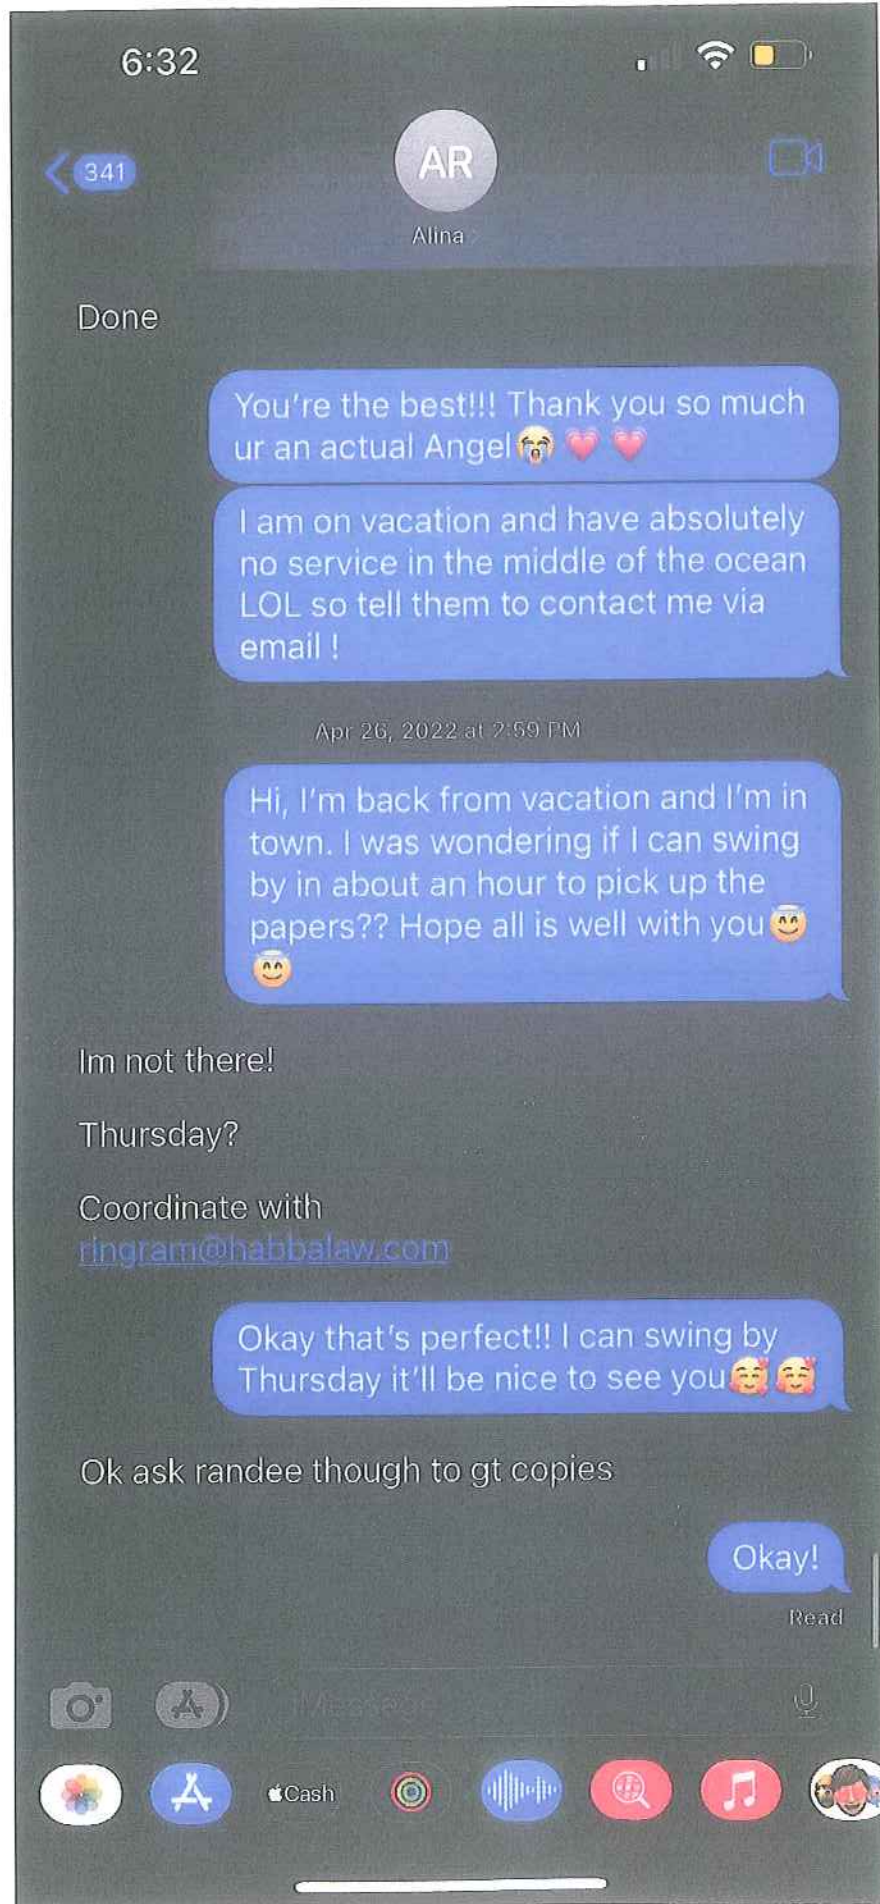 6:32
341
AR
Alina
Done
You're the best!!! Thank you so much
ur an actual Angel😭💗💗
I am on vacation and have absolutely
no service in the middle of the ocean
LOL so tell them to contact me via
email !
Apr 26, 2022 at 2:59 PM
Hi, I'm back from vacation and I'm in
town. I was wondering if I can swing
by in about an hour to pick up the
papers?? Hope all is well with you😇
😇
Im not there!
Thursday?
Coordinate with
ringram@habbalaw.com
Okay that's perfect!! I can swing by
Thursday it'll be nice to see you🥰🥰
Ok ask randee though to gt copies
Okay!
Read
iMessage
Cash